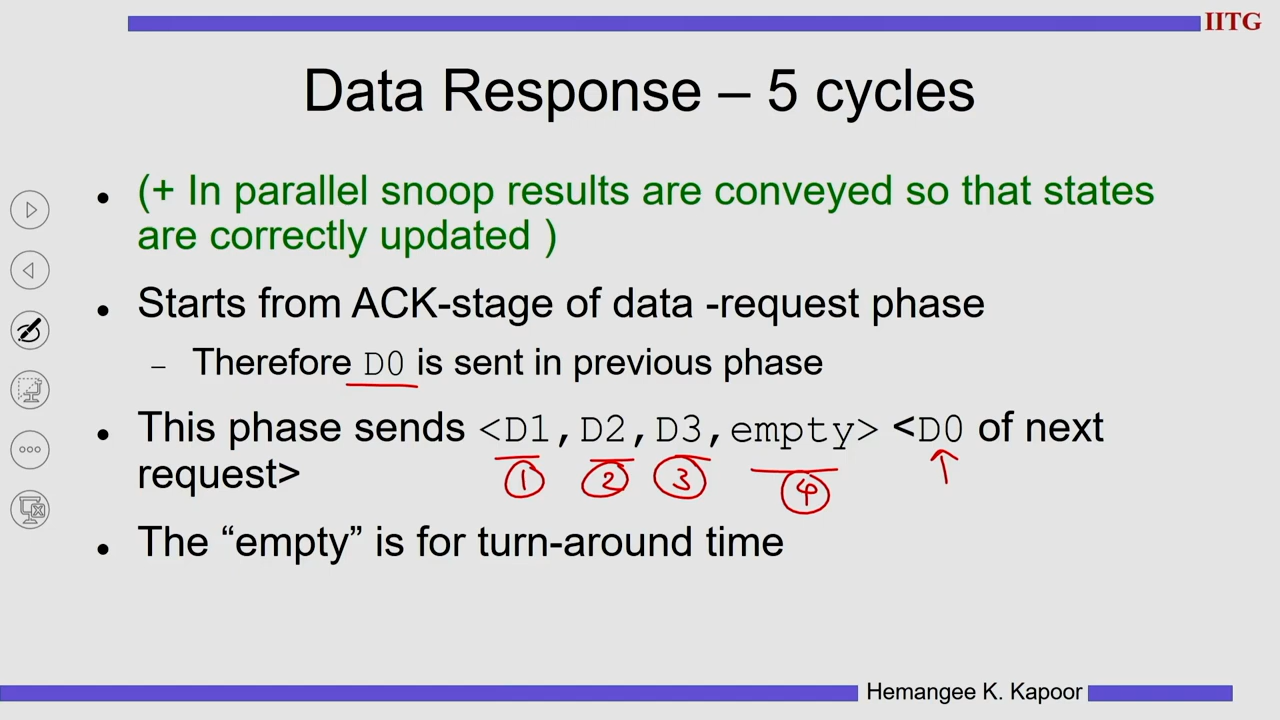 IITG
Data Response – 5 cycles
• (+ In parallel snoop results are conveyed so that states
are correctly updated )
• Starts from ACK-stage of data -request phase
– Therefore D0 is sent in previous phase
• This phase sends <D1,D2,D3,empty> <D0 of next
request>
1 2 3 4
• The “empty” is for turn-around time
Hemangee K. Kapoor